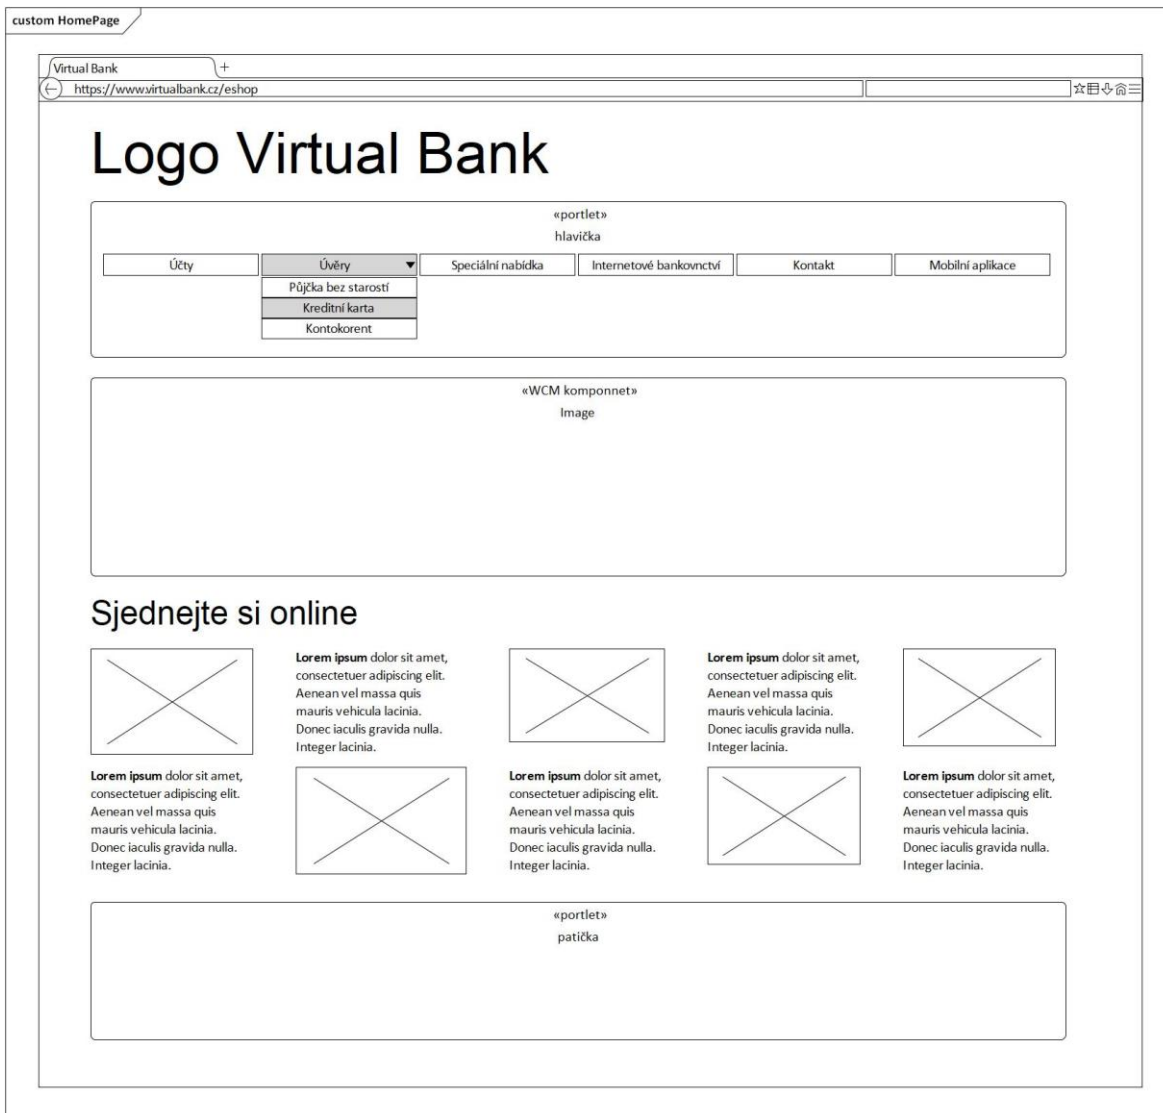 custom HomePage
Virtual Bank
https://www.virtualbank.cz/eshop
Logo Virtual Bank
«portlet»
hlavička
Účty
Úvěry
Speciální nabídka
Internetové bankovnctví
Kontakt
Mobilní aplikace
Půjčka bez starostí
Kreditní karta
Kontokorent
«WCM komponnet»
Image
Sjednejte si online
Lorem ipsum dolor sit amet,
consectetuer adipiscing elit.
Aenean vel massa quis
mauris vehicula lacinia.
Donec iaculis gravida nulla.
Integer lacinia.
Lorem ipsum dolor sit amet,
consectetuer adipiscing elit.
Aenean vel massa quis
mauris vehicula lacinia.
Donec iaculis gravida nulla.
Integer lacinia.
Lorem ipsum dolor sit amet,
consectetuer adipiscing elit.
Aenean vel massa quis
mauris vehicula lacinia.
Donec iaculis gravida nulla.
Integer lacinia.
Lorem ipsum dolor sit amet,
consectetuer adipiscing elit.
Aenean vel massa quis
mauris vehicula lacinia.
Donec iaculis gravida nulla.
Integer lacinia.
Lorem ipsum dolor sit amet,
consectetuer adipiscing elit.
Aenean vel massa quis
mauris vehicula lacinia.
Donec iaculis gravida nulla.
Integer lacinia.
«portlet»
patička